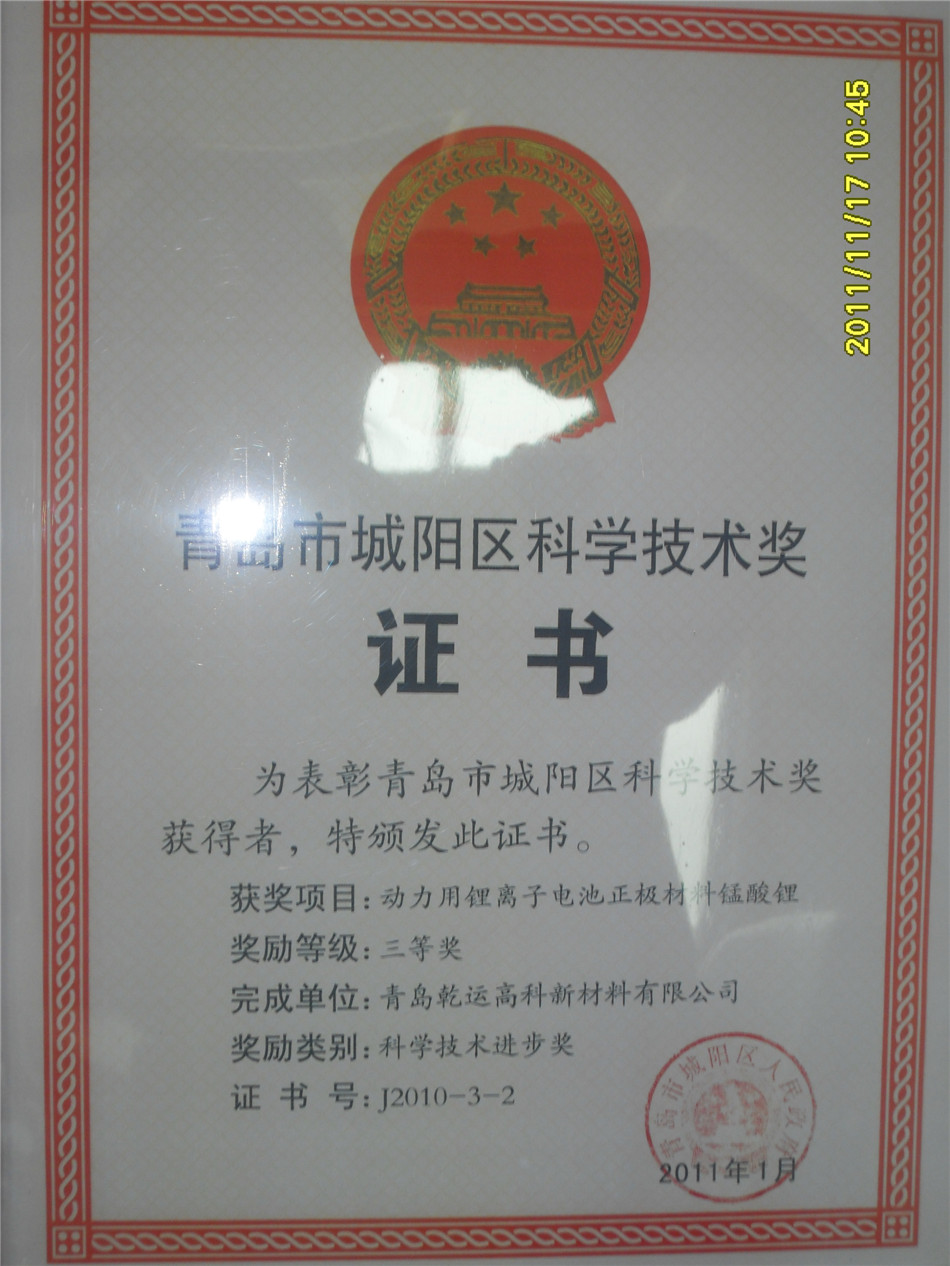 2011/11/17 10:45
青岛市城阳区科学技术奖
证 书
为表彰青岛市城阳区科学技术奖
获得者，特颁发此证书。
获奖项目：动力用锂离子电池正极材料锰酸锂
奖励等级：三等奖
完成单位：青岛乾运高科新材料有限公司
奖励类别：科学技术进步奖
证 书 号：J2010-3-2
青岛市城阳区人民政府
2011年1月